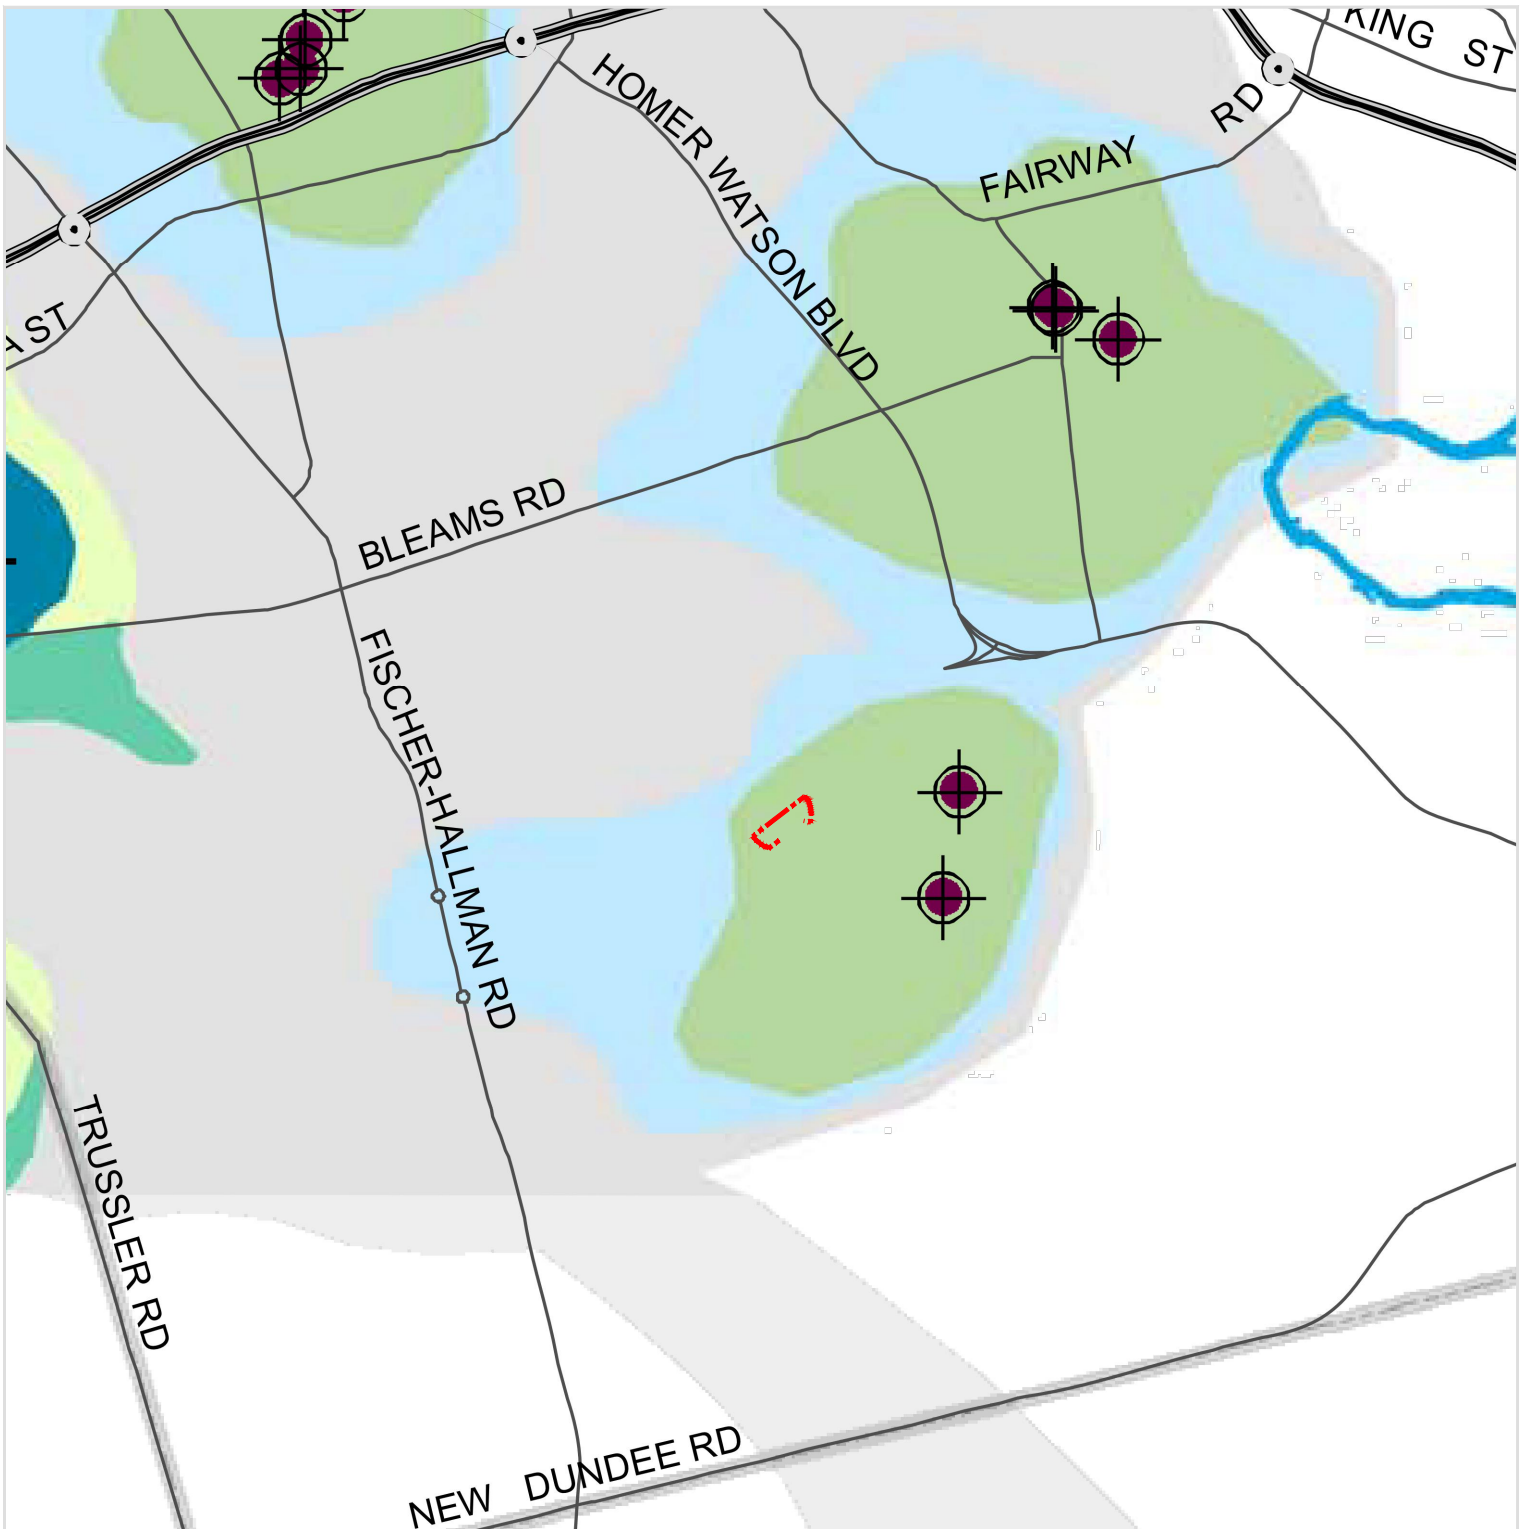 KING ST
HOMER WATSON BLVD
FAIRWAY RD
ST
BLEAMS RD
FISCHER-HALLMAN RD
TRUSSLER RD
NEW DUNDEE RD